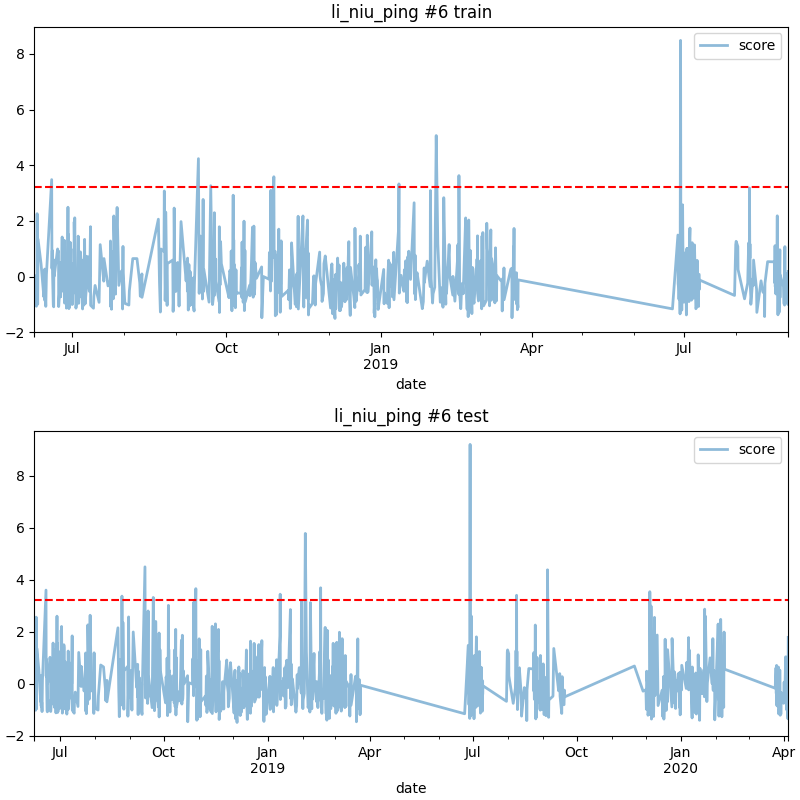 li_niu_ping #6 train
score
8
6
4
2
0
−2
Jul
Oct
Jan
2019
Apr
Jul
date
li_niu_ping #6 test
score
8
6
4
2
0
−2
Jul
Oct
Jan
2019
Apr
Jul
Oct
Jan
2020
Apr
date